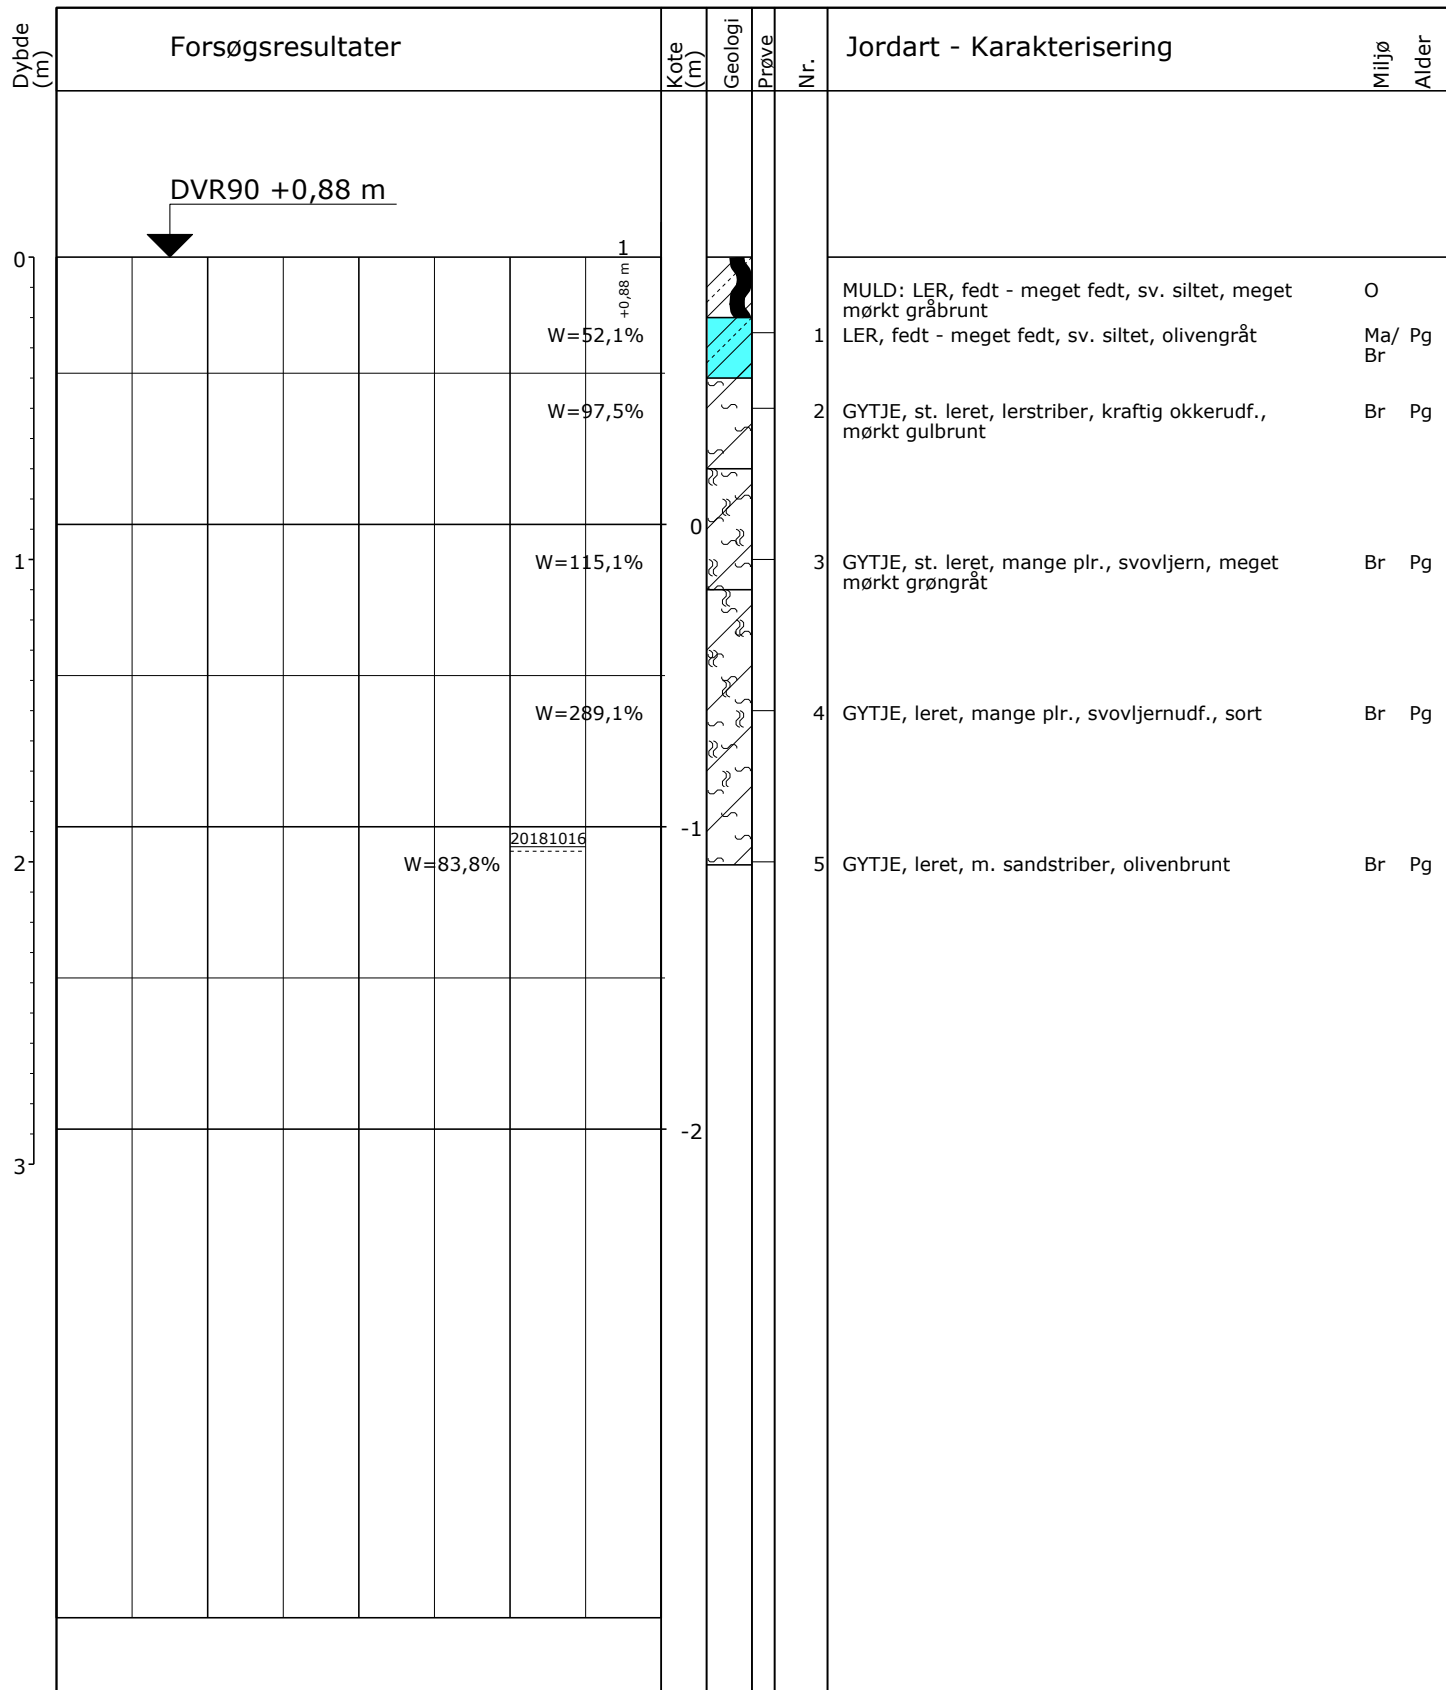 Dybde
(m)
Forsøgsresultater
Kote
(m)
Geologi
Prøve
Nr.
Jordart - Karakterisering
Miljø
Alder
DVR90 +0,88 m
1
+0,88 m
0
MULD: LER, fedt - meget fedt, sv. siltet, meget O
mørkt gråbrunt
W=52,1% 1 LER, fedt - meget fedt, sv. siltet, olivengråt Ma/ Pg
Br
W=97,5% 2 GYTJE, st. leret, lerstriber, kraftig okkerudf., Br Pg
mørkt gulbrunt
0
1 W=115,1% 3 GYTJE, st. leret, mange plr., svovljern, meget Br Pg
mørkt grøngråt
W=289,1% 4 GYTJE, leret, mange plr., svovljernudf., sort Br Pg
-1
20181016
2 W=83,8% 5 GYTJE, leret, m. sandstriber, olivenbrunt Br Pg
-2
3